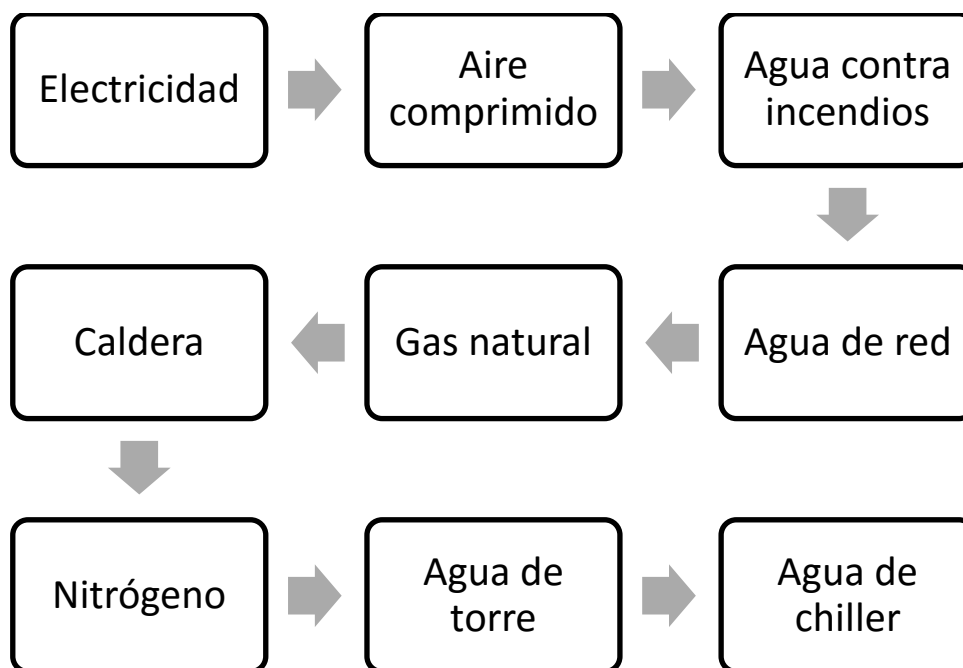 Electricidad
Aire
comprimido
Agua contra
incendios
Agua de red
Gas natural
Caldera
Nitrógeno
Agua de
torre
Agua de
chiller